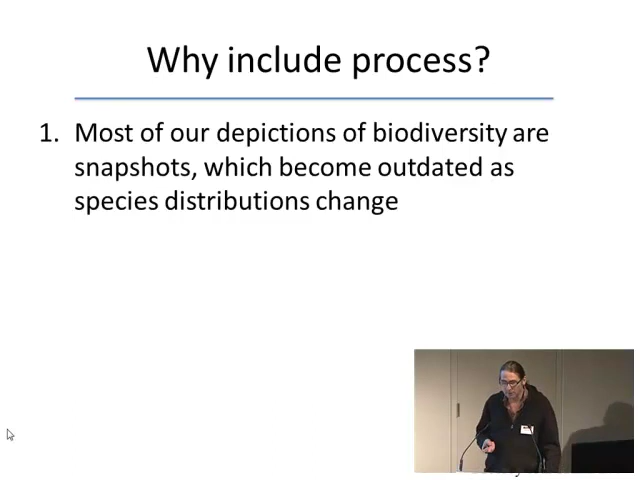 Why include process?
1. Most of our depictions of biodiversity are
snapshots, which become outdated as
species distributions change